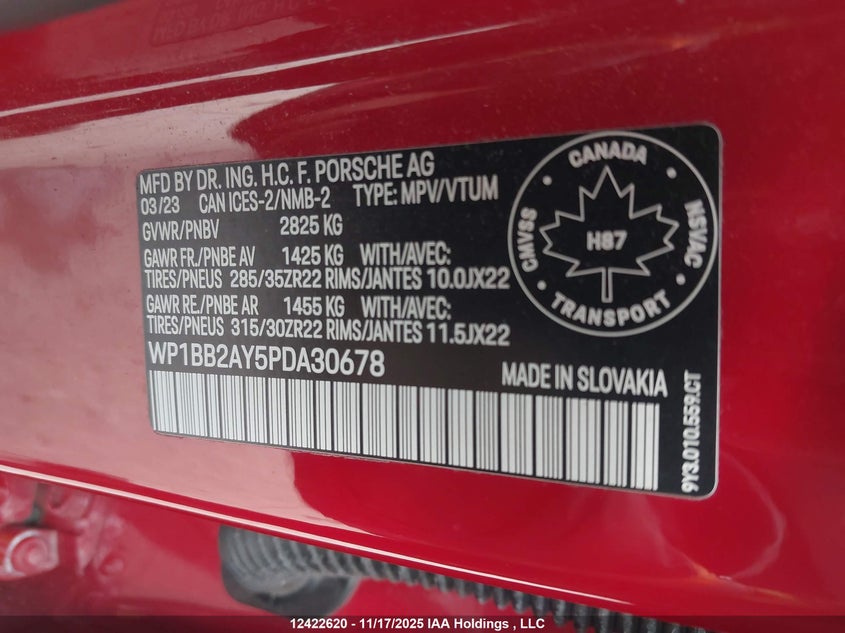 MFD BY DR. ING. H.C. F. PORSCHE AG
03/23 CAN ICES-2/NMB-2 TYPE: MPV/VTUM
GVWR/PNBV 2825 KG
GAWR FR./PNBE AV 1425 KG WITH/AVEC:
TIRES/PNEUS 285/35ZR22 RIMS/JANTES 10.0JX22
GAWR RE./PNBE AR 1455 KG WITH/AVEC:
TIRES/PNEUS 315/30ZR22 RIMS/JANTES 11.5JX22
WP1BB2AY5PDA30678
MADE IN SLOVAKIA
CANADA
CMVSS
NSVAC
H87
TRANSPORT
9Y3.010.559.CT
12422620 - 11/17/2025 IAA Holdings , LLC